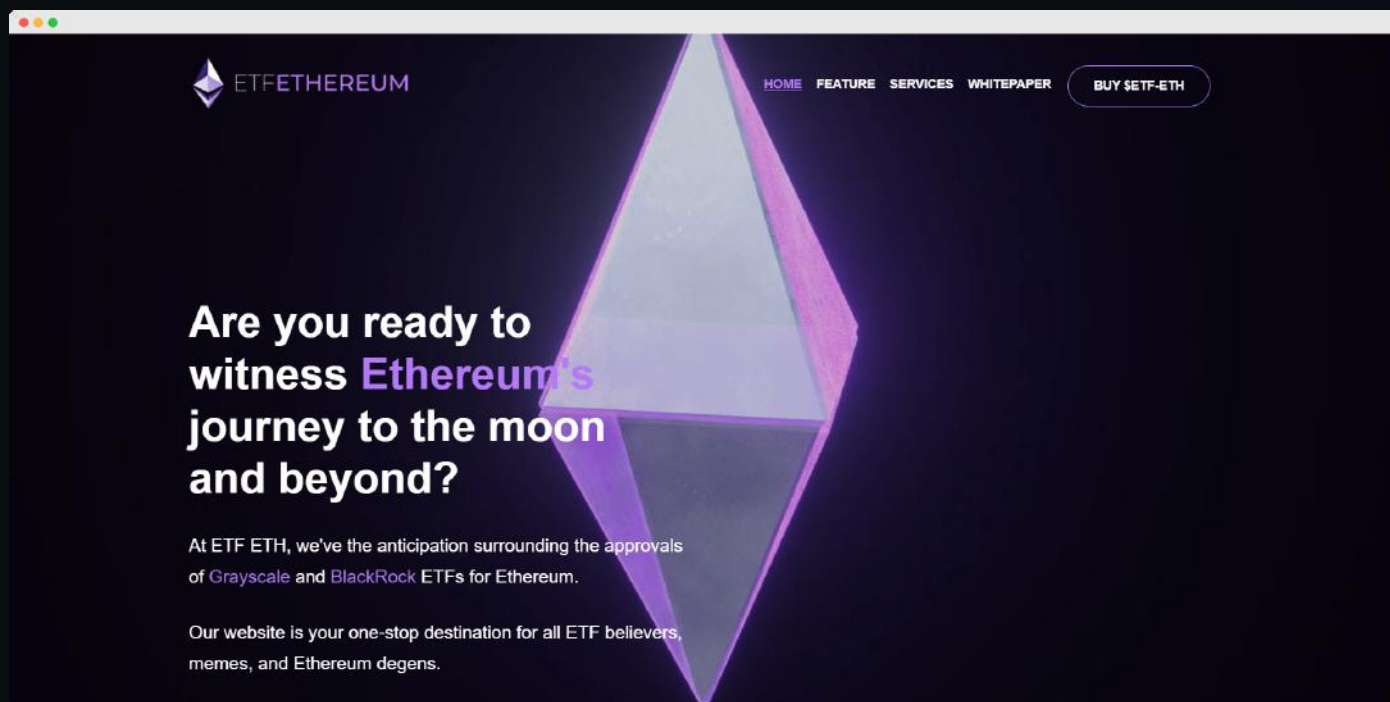 ETFETHEREUM
HOME FEATURE SERVICES WHITEPAPER BUY $ETF-ETH
Are you ready to
witness Ethereum's
journey to the moon
and beyond?
At ETF ETH, we've the anticipation surrounding the approvals
of Grayscale and BlackRock ETFs for Ethereum.
Our website is your one-stop destination for all ETF believers,
memes, and Ethereum degens.